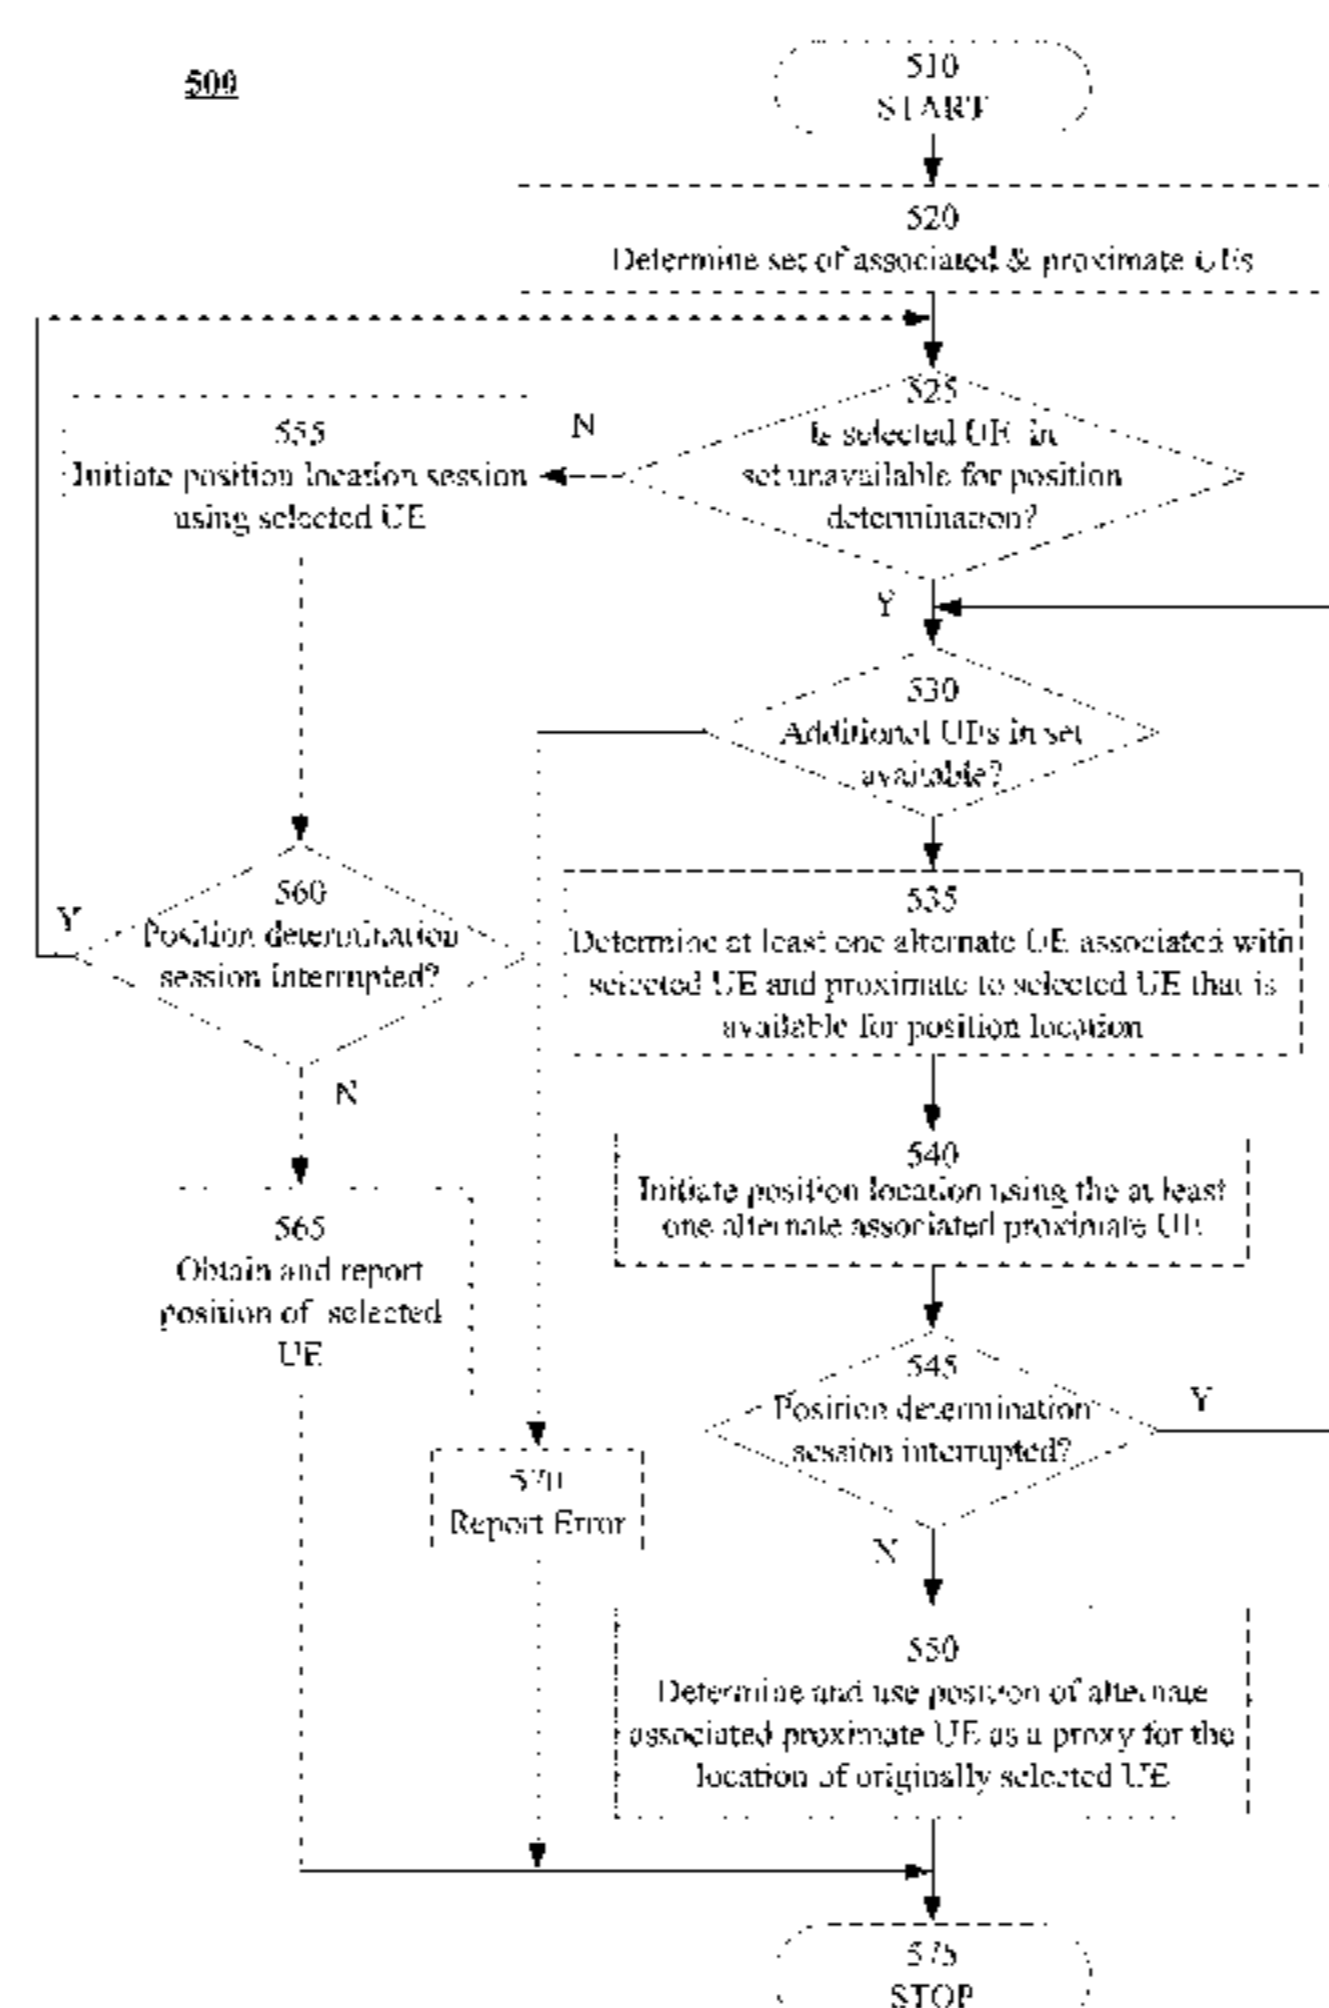 500
510
START
520
Determine set of associated & proximate UEs
525
Is selected UE in
set unavailable for position
determination?
N
555
Initiate position location session
using selected UE
Y
530
Additional UEs in set
available?
535
Determine at least one alternate UE associated with
selected UE and proximate to selected UE that is
available for position location
560
Position determination
session interrupted?
Y
N
540
Initiate position location using the at least
one alternate associated proximate UE
565
Obtain and report
position of selected
UE
545
Position determination
session interrupted?
Y
N
570
Report Error
550
Determine and use position of alternate
associated proximate UE as a proxy for the
location of originally selected UE
575
STOP